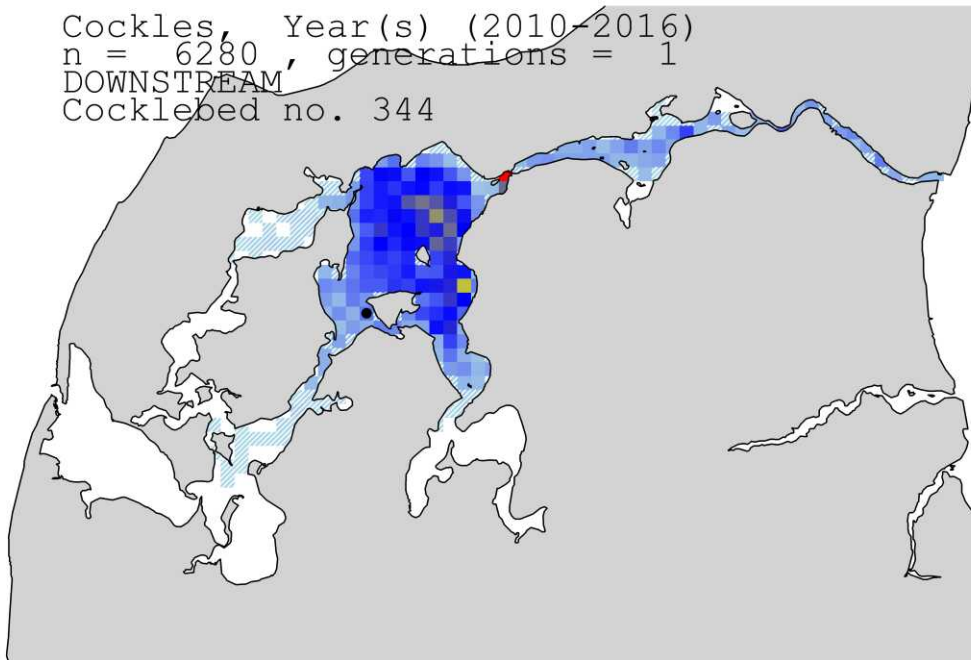 Cockles, Year(s) (2010-2016)
n = 6280 , generations = 1
DOWNSTREAM
Cocklebed no. 344